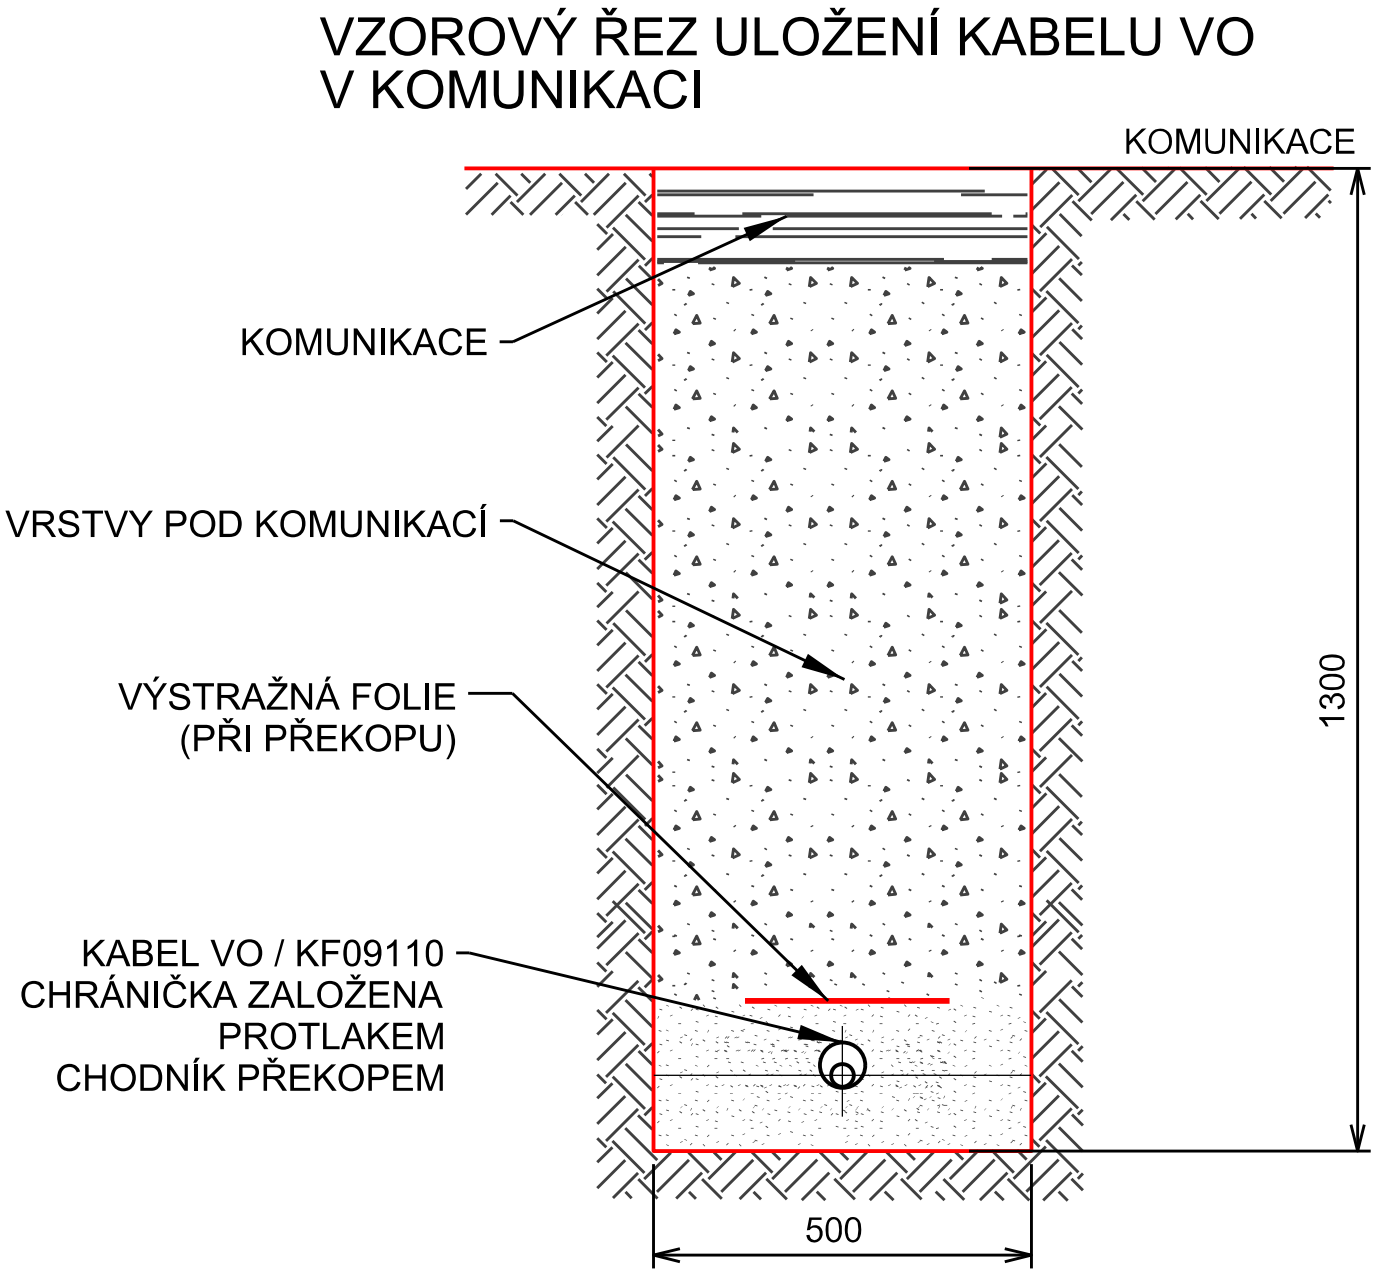 VZOROVÝ ŘEZ ULOŽENÍ KABELU VO
V KOMUNIKACI
KOMUNIKACE
KOMUNIKACE
VRSTVY POD KOMUNIKACÍ
VÝSTRAŽNÁ FOLIE
(PŘI PŘEKOPU)
1300
KABEL VO / KF09110
CHRÁNIČKA ZALOŽENA
PROTLAKEM
CHODNÍK PŘEKOPEM
500